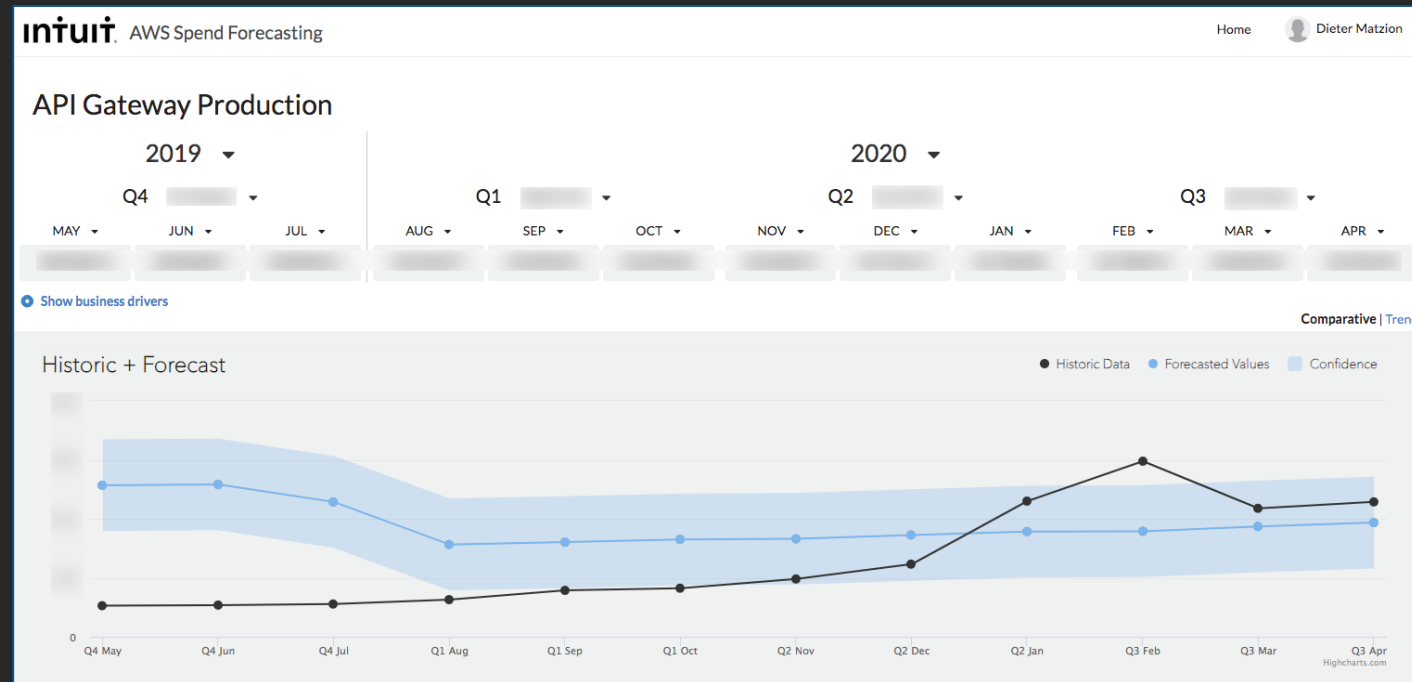 INTUIT. AWS Spend Forecasting
Home
Dieter Matzion
API Gateway Production
2019
2020
Q4
Q1
Q2
Q3
MAY
JUN
JUL
AUG
SEP
OCT
NOV
DEC
JAN
FEB
MAR
APR
Show business drivers
Comparative | Tren
Historic + Forecast
Historic Data
Forecasted Values
Confidence
0
Q4 May
Q4 Jun
Q4 Jul
Q1 Aug
Q1 Sep
Q1 Oct
Q2 Nov
Q2 Dec
Q2 Jan
Q3 Feb
Q3 Mar
Q3 Apr
Highcharts.com